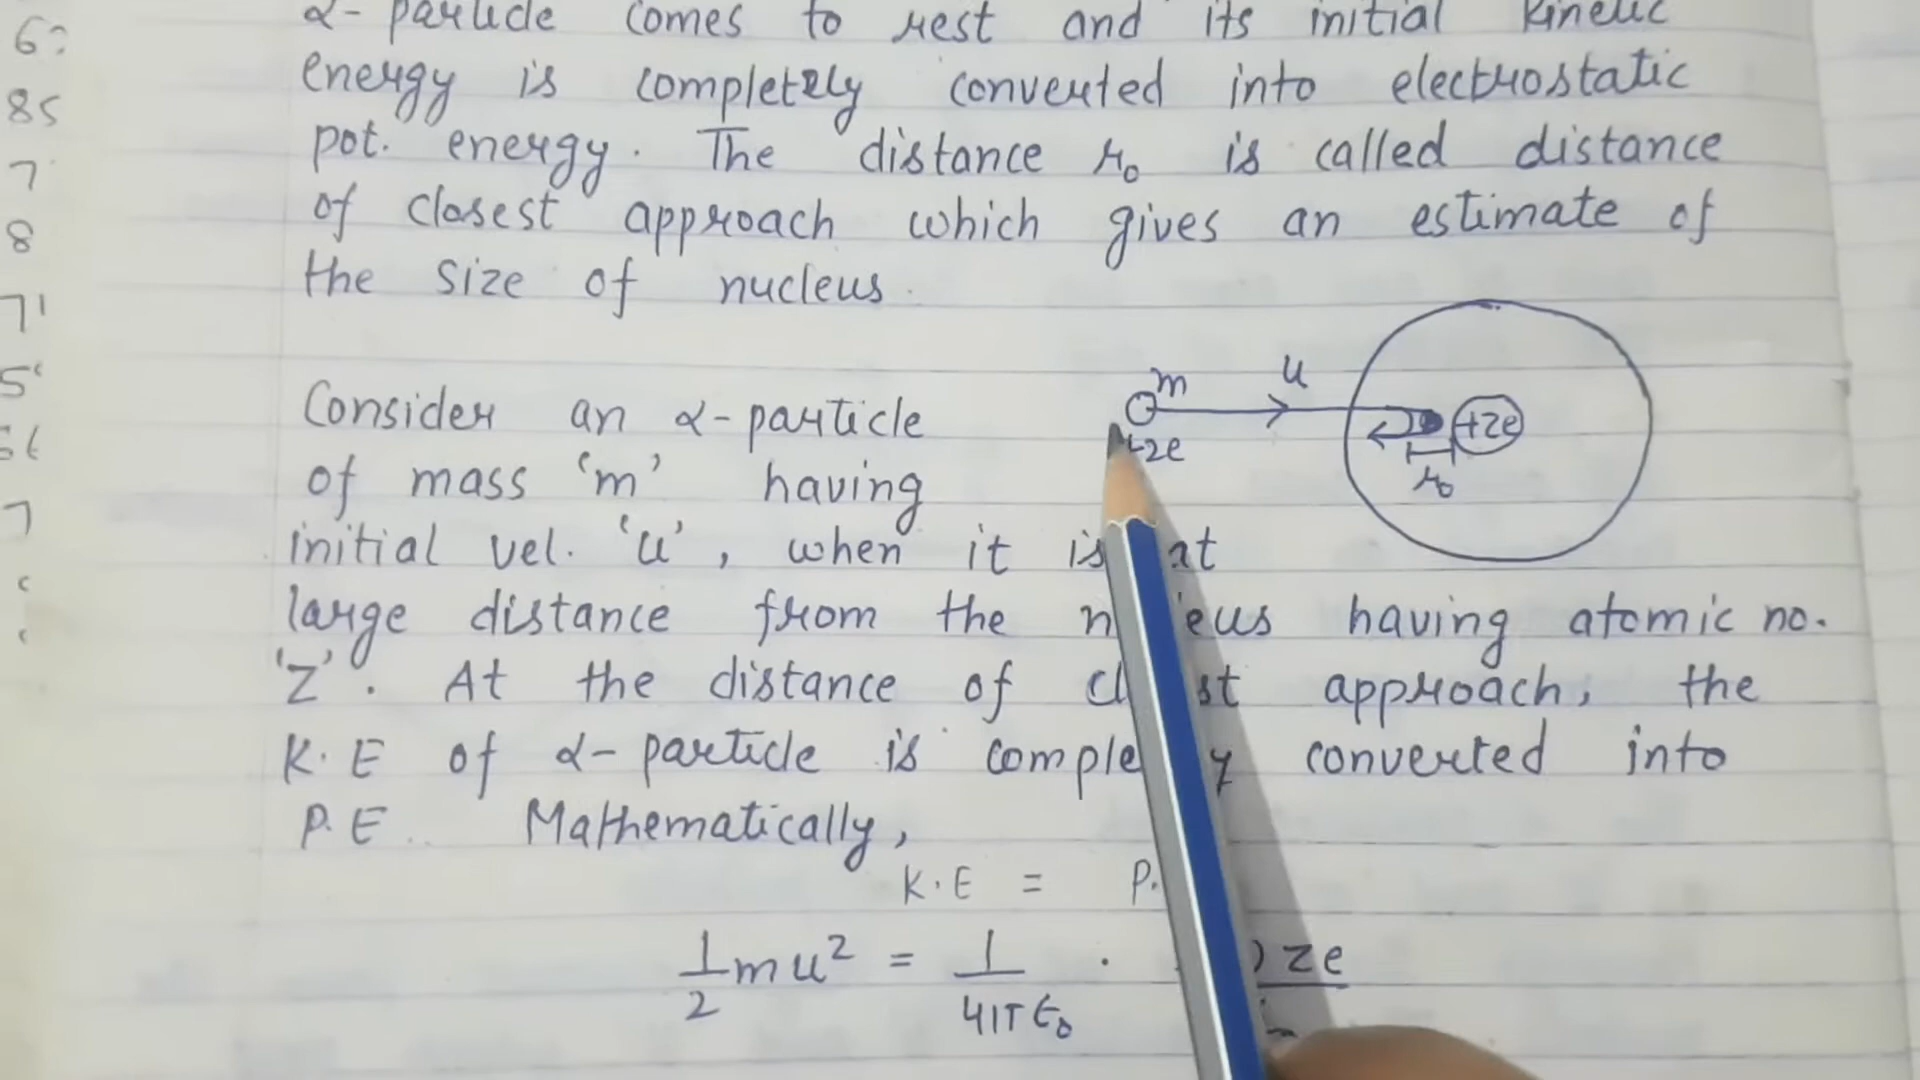 α- particle comes to rest and its initial kinetic
energy is completely converted into electrostatic
pot. energy. The distance r₀ is called distance
of closest approach which gives an estimate of
the size of nucleus.
m u
+ze
+2e
r₀
Consider an α-particle
of mass 'm' having
initial vel. 'u', when it is at
large distance from the having atomic no.
'Z'. At the distance of approach, the
K.E of α-particle is converted into
P.E. Mathematically,
K.E = P.
1/2 mu² = 1/4πε₀ · ) ze